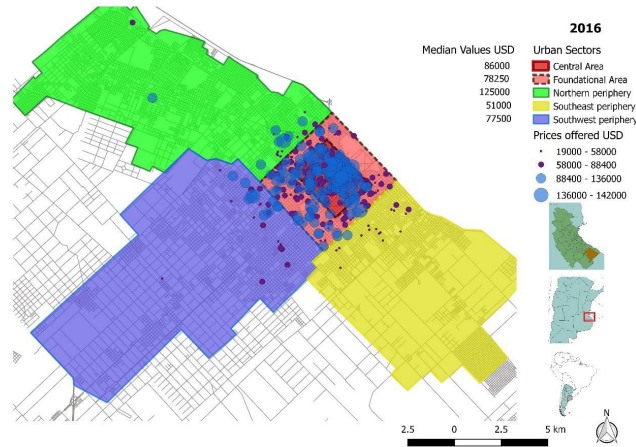 2016
Median Values USD Urban Sectors
86000 Central Area
78250 Foundational Area
125000 Northern periphery
51000 Southeast periphery
77500 Southwest periphery
Prices offered USD
19000 - 58000
58000 - 88400
88400 - 136000
136000 - 142000
2.5 0 2.5 5 km
N